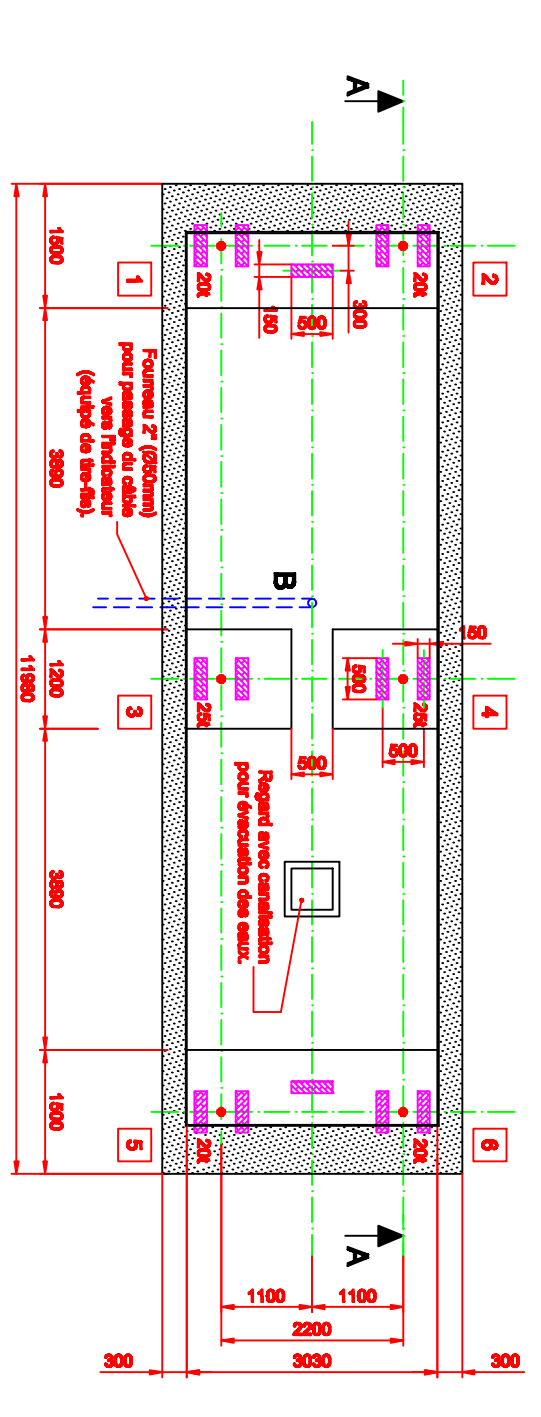 A
A
1
2
3
4
5
6
B
20t
20t
25t
25t
20t
20t
1500
3890
1200
3890
1500
11980
300
150
500
150
500
500
500
Fourreau 2" (Ø50mm)
pour passage du câble
vers l'indicateur
(équipé de tire-fils).
Regard avec canalisation
pour évacuation des eaux.
1100
1100
2200
300
3030
300